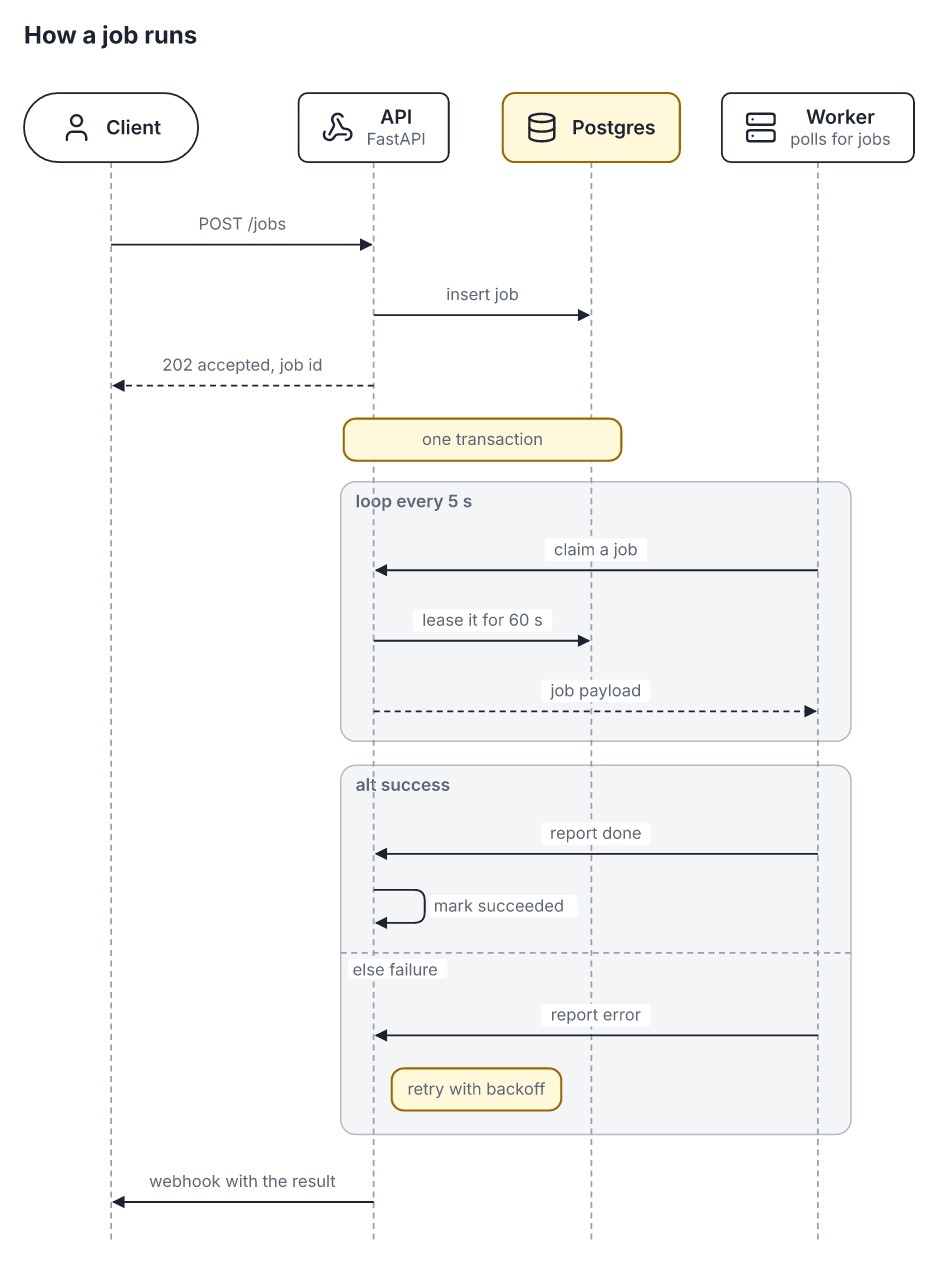 How a job runs
Client
API
FastAPI
Postgres
Worker
polls for jobs
POST /jobs
insert job
202 accepted, job id
one transaction
loop every 5 s
claim a job
lease it for 60 s
job payload
alt success
report done
mark succeeded
else failure
report error
retry with backoff
webhook with the result